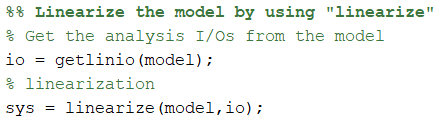 %% Linearize the model by using "linearize"
% Get the analysis I/Os from the model
io = getlinio(model);
% linearization
sys = linearize(model,io);